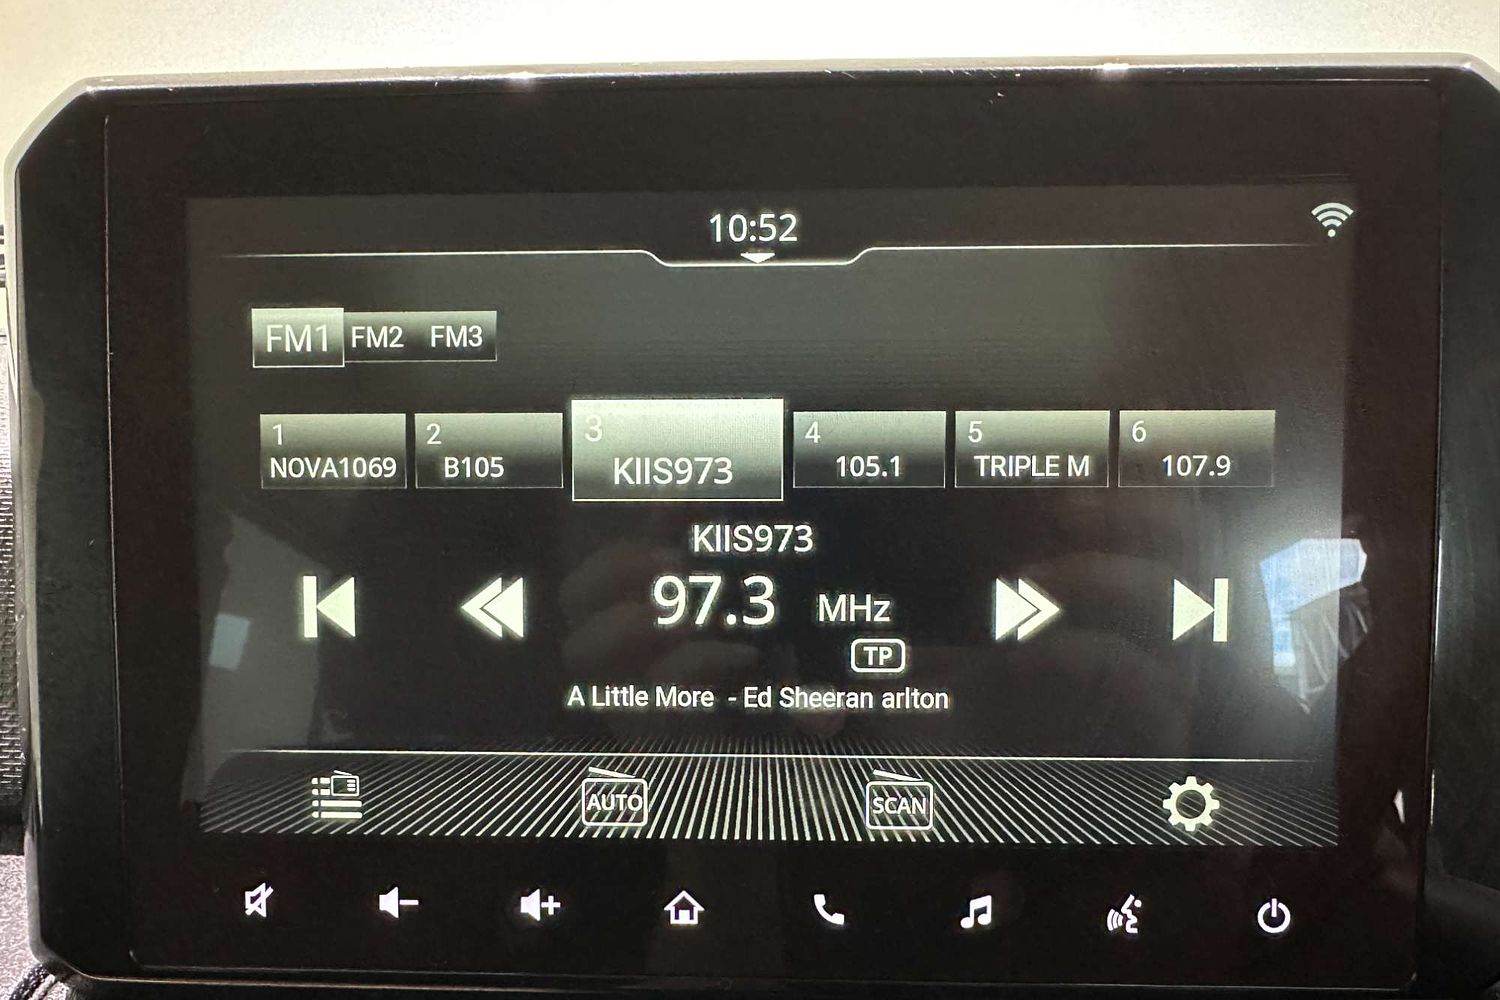 10:52
FM1 FM2 FM3
1 2 3 4 5 6
NOVA1069 B105 KIIS973 105.1 TRIPLE M 107.9
KIIS973
97.3 MHz
TP
A Little More - Ed Sheeran arlton
AUTO SCAN